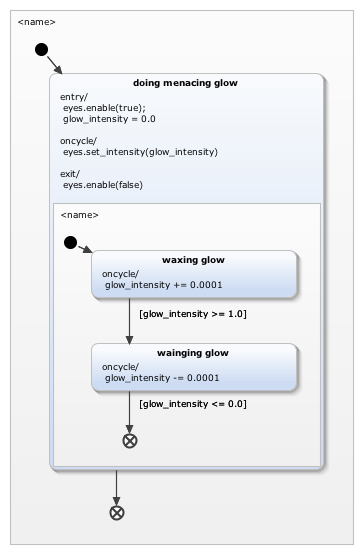 <name>
doing menacing glow
entry/
eyes.enable(true);
glow_intensity = 0.0
oncycle/
eyes.set_intensity(glow_intensity)
exit/
eyes.enable(false)
<name>
waxing glow
oncycle/
glow_intensity += 0.0001
[glow_intensity >= 1.0]
wainging glow
oncycle/
glow_intensity -= 0.0001
[glow_intensity <= 0.0]